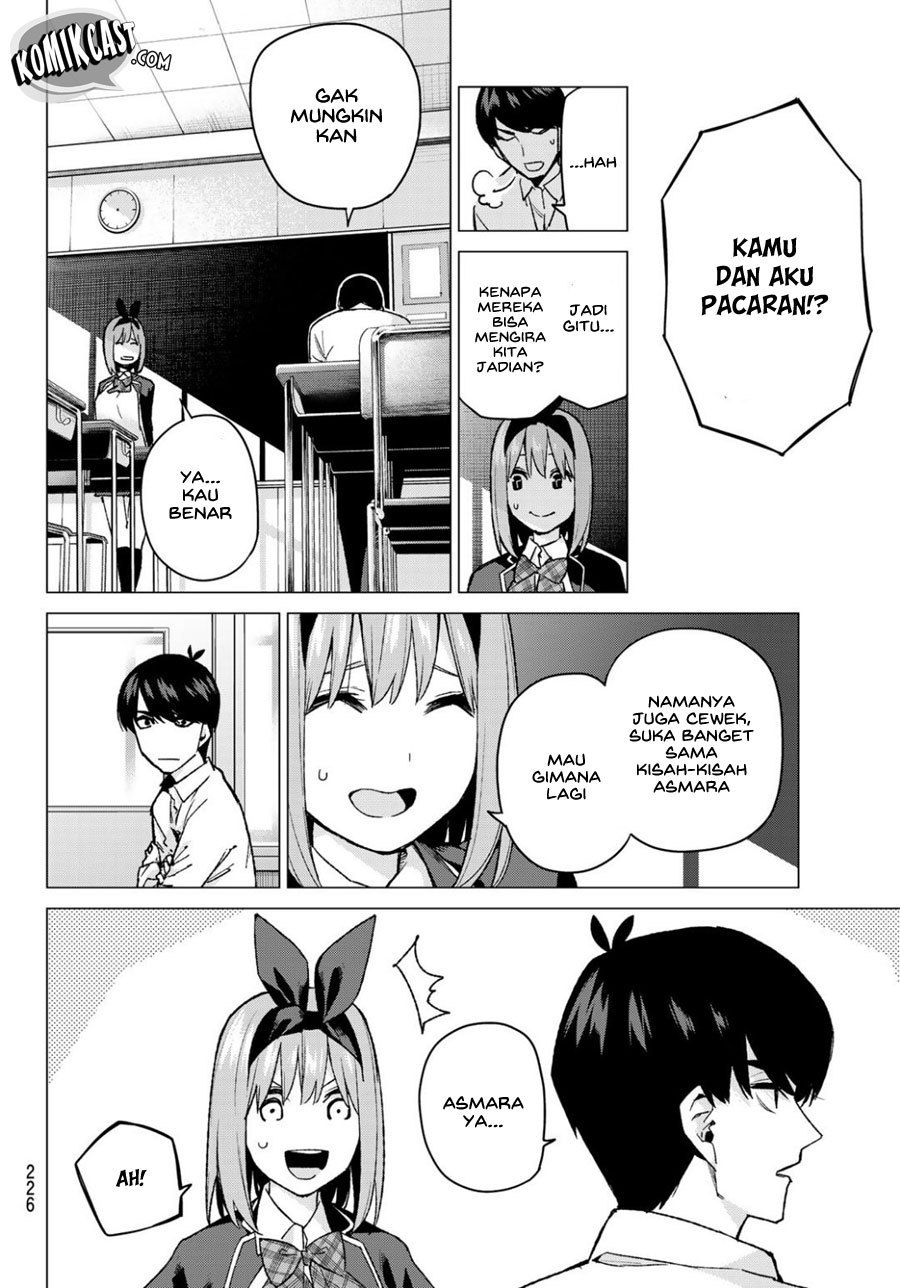 KOMIKCAST
.COM
KAMU
DAN AKU
PACARAN!?
...HAH
JADI
GITU...
KENAPA
MEREKA
BISA
MENGIRA
KITA
JADIAN?
GAK
MUNGKIN
KAN
YA...
KAU
BENAR
NAMANYA
JUGA CEWEK,
SUKA BANGET
SAMA
KISAH-KISAH
ASMARA
MAU
GIMANA
LAGI
ASMARA
YA...
AH!
226